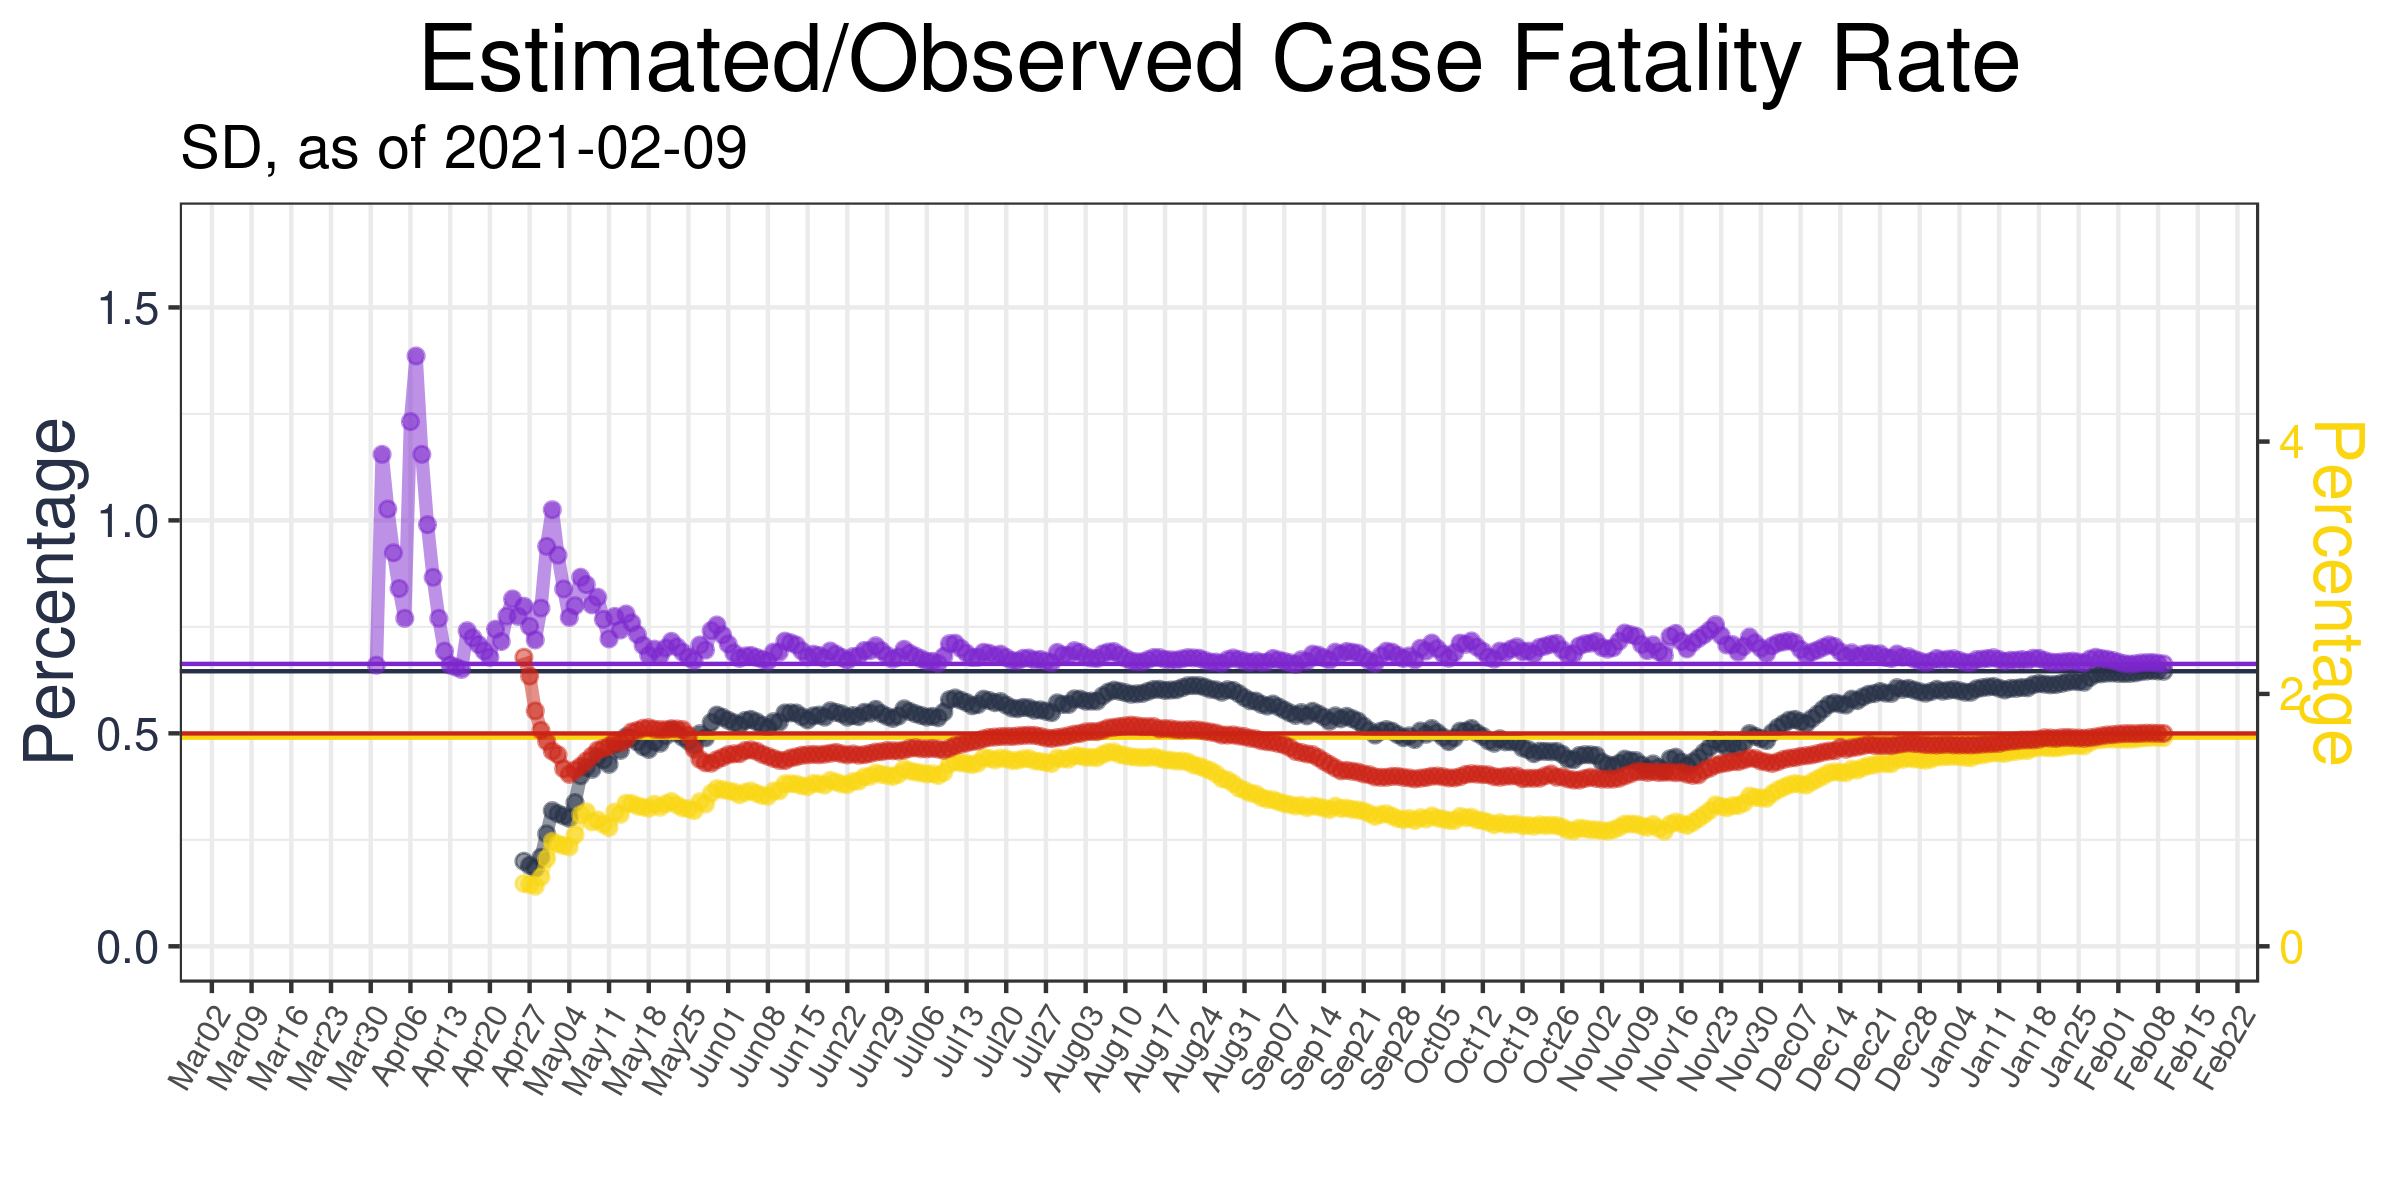 Estimated/Observed Case Fatality Rate
SD, as of 2021-02-09
Percentage
1.5
1.0
0.5
0.0
4
2
0
Percentage
Mar02 Mar09 Mar16 Mar23 Mar30 Apr06 Apr13 Apr20 Apr27 May04 May11 May18 May25 Jun01 Jun08 Jun15 Jun22 Jun29 Jul06 Jul13 Jul20 Jul27 Aug03 Aug10 Aug17 Aug24 Aug31 Sep07 Sep14 Sep21 Sep28 Oct05 Oct12 Oct19 Oct26 Nov02 Nov09 Nov16 Nov23 Nov30 Dec07 Dec14 Dec21 Dec28 Jan04 Jan11 Jan18 Jan25 Feb01 Feb08 Feb15 Feb22